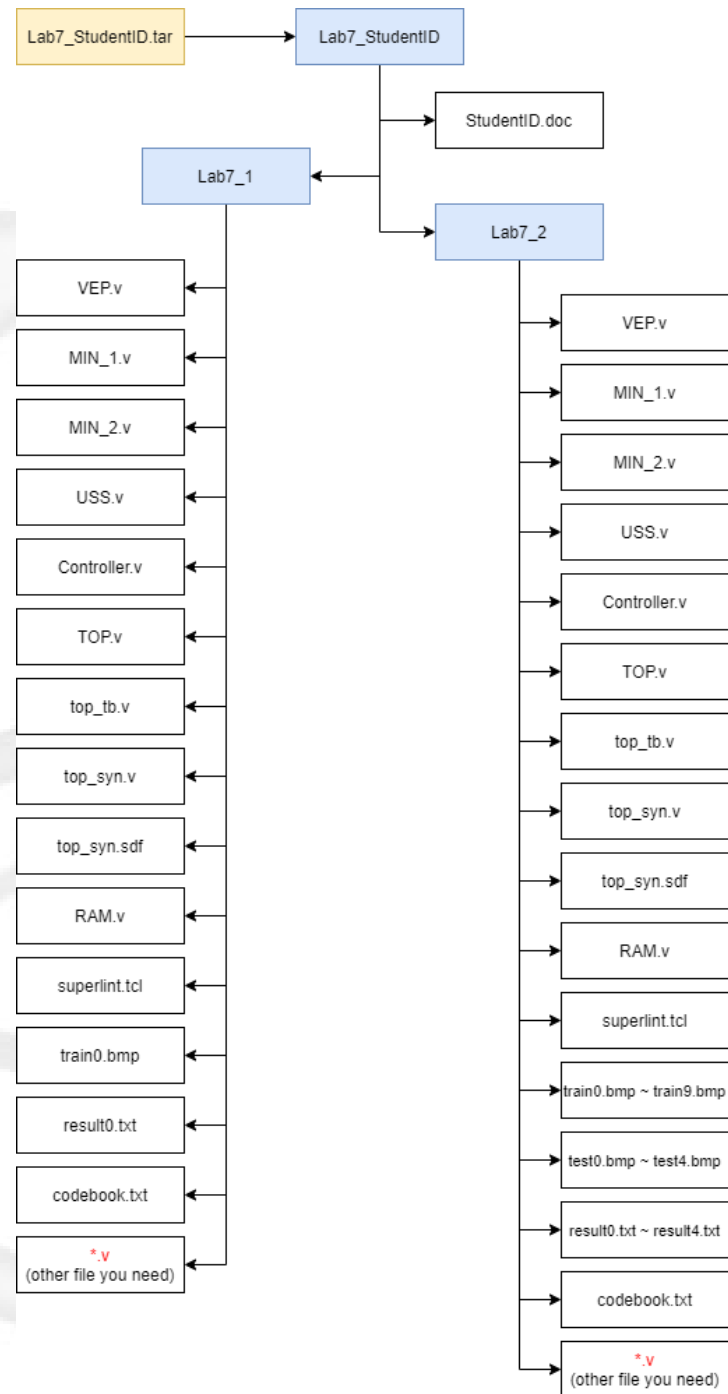 Lab7_StudentID.tar
Lab7_StudentID
StudentID.doc
Lab7_1
Lab7_2
VEP.v
MIN_1.v
MIN_2.v
USS.v
Controller.v
TOP.v
top_tb.v
top_syn.v
top_syn.sdf
RAM.v
superlint.tcl
train0.bmp
result0.txt
codebook.txt
*.v
(other file you need)
VEP.v
MIN_1.v
MIN_2.v
USS.v
Controller.v
TOP.v
top_tb.v
top_syn.v
top_syn.sdf
RAM.v
superlint.tcl
train0.bmp ~ train9.bmp
test0.bmp ~ test4.bmp
result0.txt ~ result4.txt
codebook.txt
*.v
(other file you need)